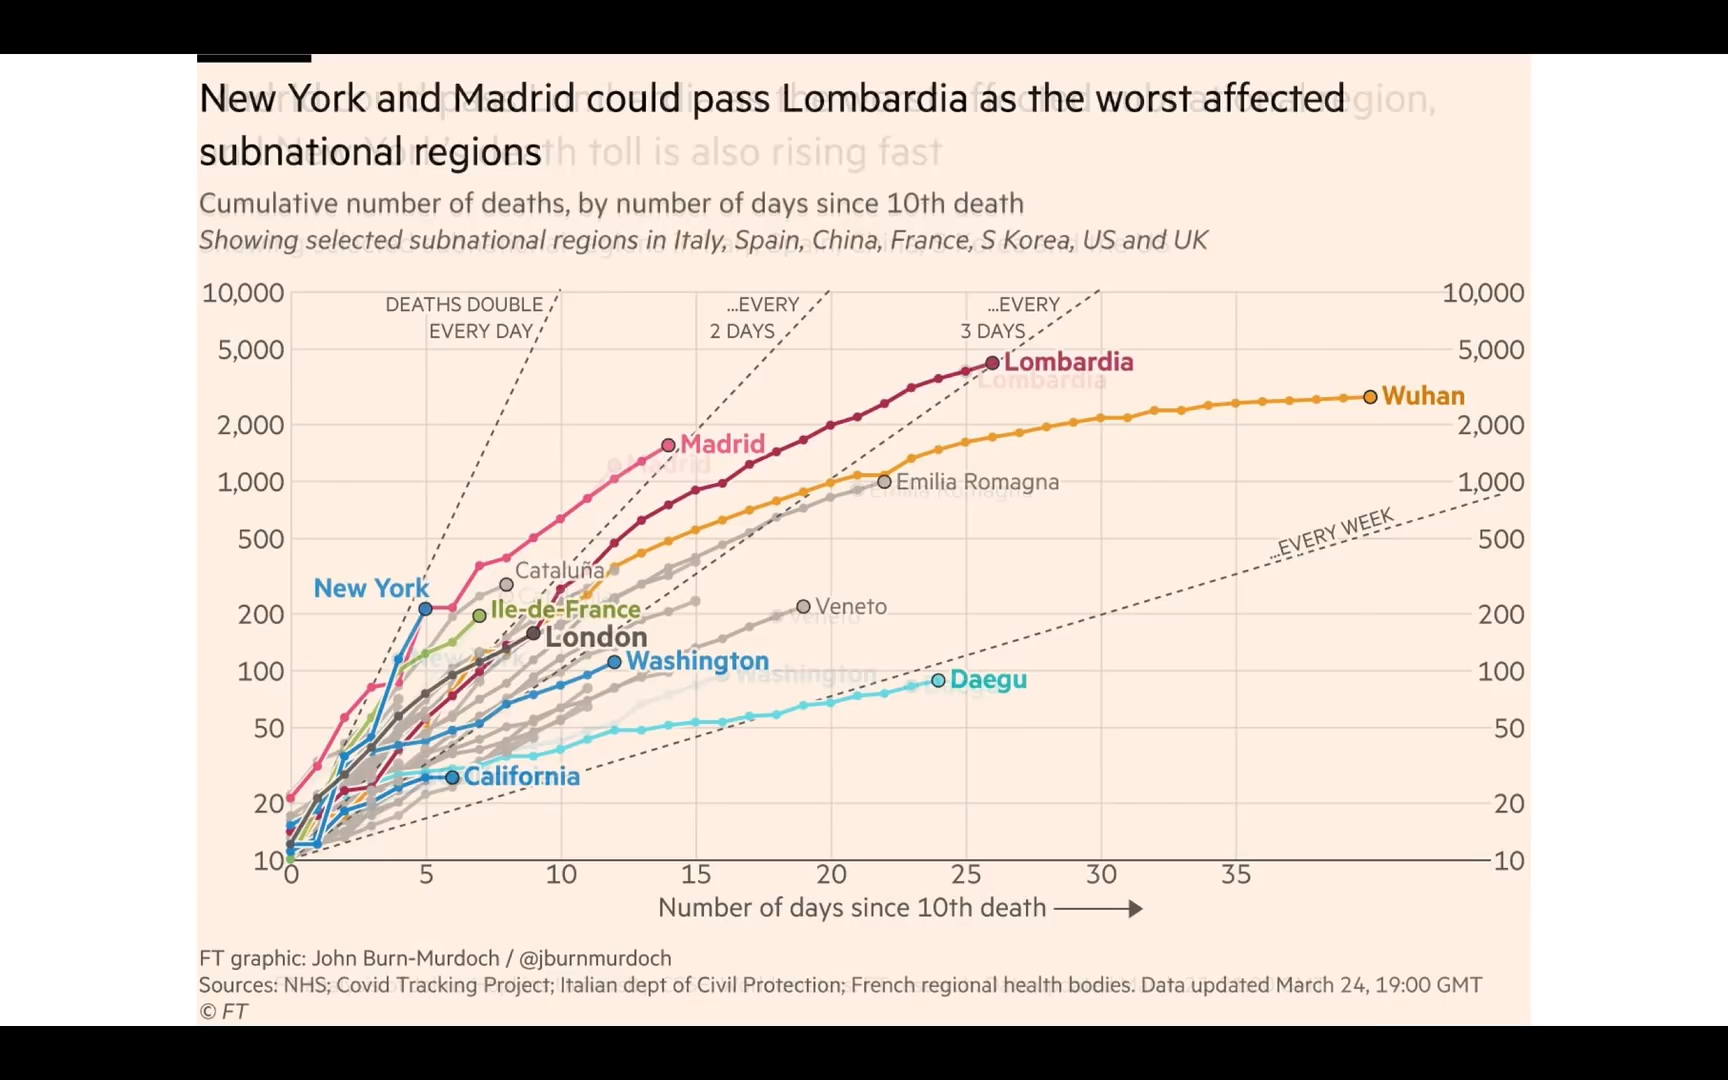 New York and Madrid could pass Lombardia as the worst affected
subnational regions
Cumulative number of deaths, by number of days since 10th death
Showing selected subnational regions in Italy, Spain, China, France, S Korea, US and UK
10,000
5,000
2,000
1,000
500
200
100
50
20
10
DEATHS DOUBLE
EVERY DAY
...EVERY
2 DAYS
...EVERY
3 DAYS
...EVERY WEEK
Lombardia
Wuhan
Madrid
Emilia Romagna
Cataluña
New York
Ile-de-France
Veneto
London
Washington
Daegu
California
10,000
5,000
2,000
1,000
500
200
100
50
20
10
0 5 10 15 20 25 30 35
Number of days since 10th death
FT graphic: John Burn-Murdoch / @jburnmurdoch
Sources: NHS; Covid Tracking Project; Italian dept of Civil Protection; French regional health bodies. Data updated March 24, 19:00 GMT
© FT